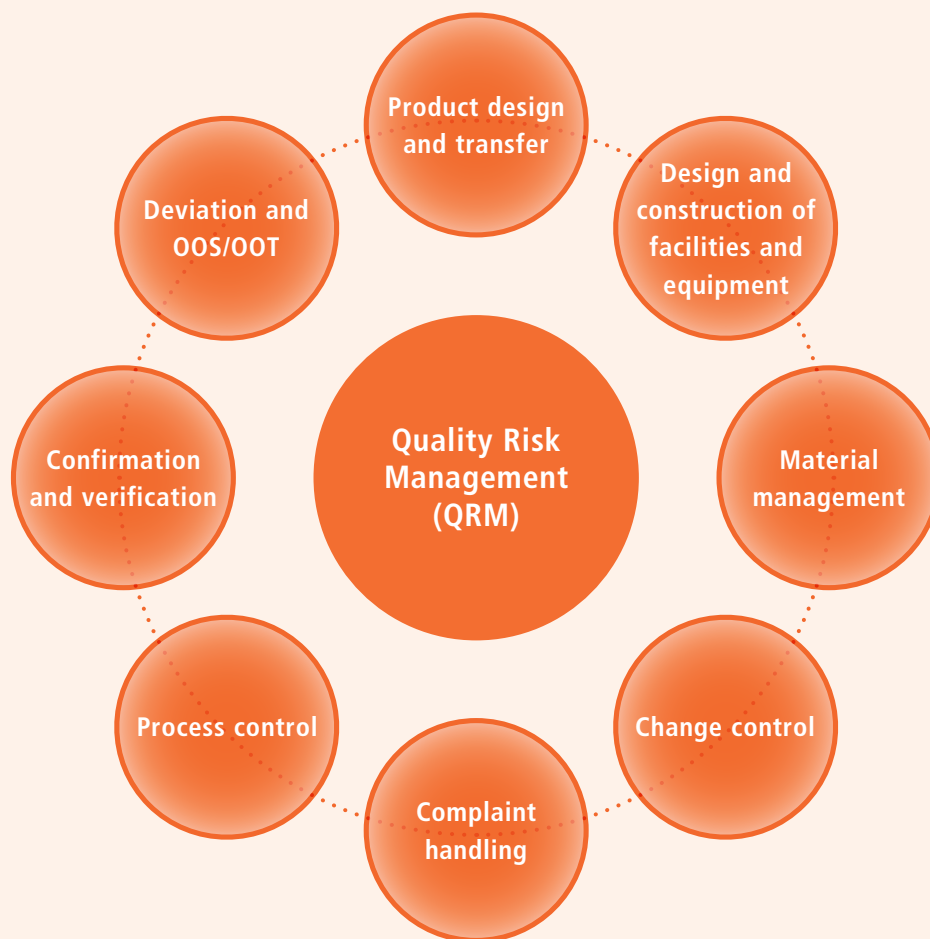 Product design
and transfer
Design and
construction of
facilities and
equipment
Material
management
Change control
Complaint
handling
Process control
Confirmation
and verification
Deviation and
OOS/OOT
Quality Risk
Management
(QRM)